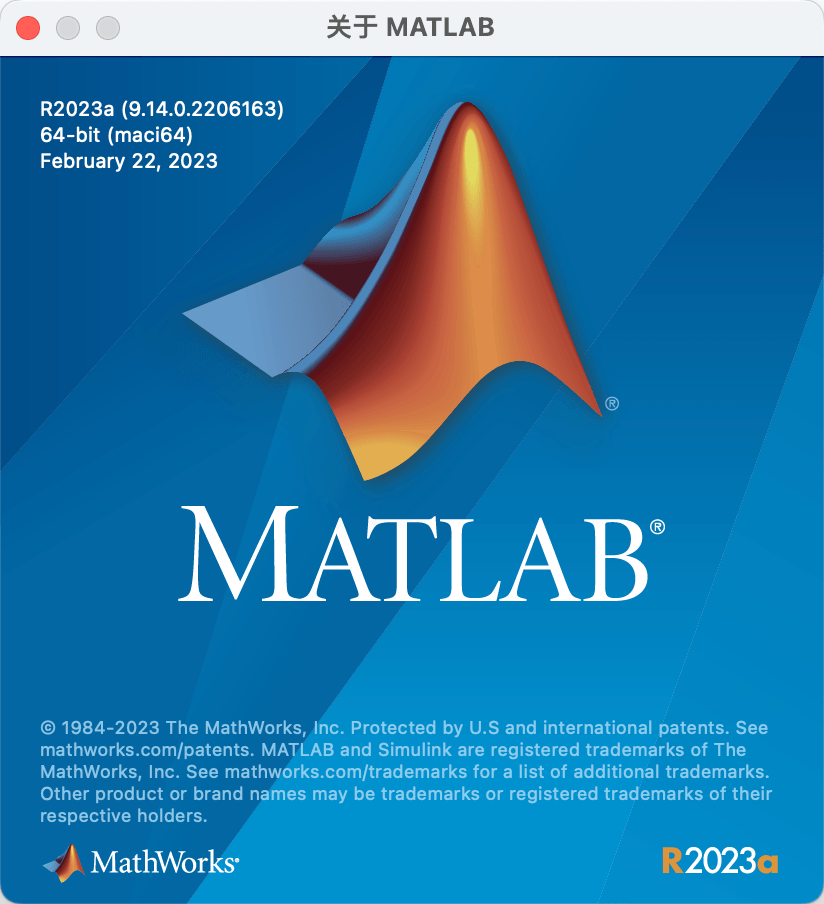 关于 MATLAB
R2023a (9.14.0.2206163)
64-bit (maci64)
February 22, 2023
®
MATLAB®
© 1984-2023 The MathWorks, Inc. Protected by U.S and international patents. See
mathworks.com/patents. MATLAB and Simulink are registered trademarks of The
MathWorks, Inc. See mathworks.com/trademarks for a list of additional trademarks.
Other product or brand names may be trademarks or registered trademarks of their
respective holders.
MathWorks®
R2023a